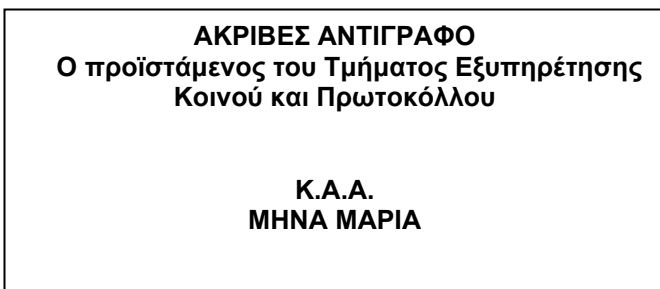 ΑΚΡΙΒΕΣ ΑΝΤΙΓΡΑΦΟ
Ο προϊστάμενος του Τμήματος Εξυπηρέτησης
Κοινού και Πρωτοκόλλου
Κ.Α.Α.
ΜΗΝΑ ΜΑΡΙΑ